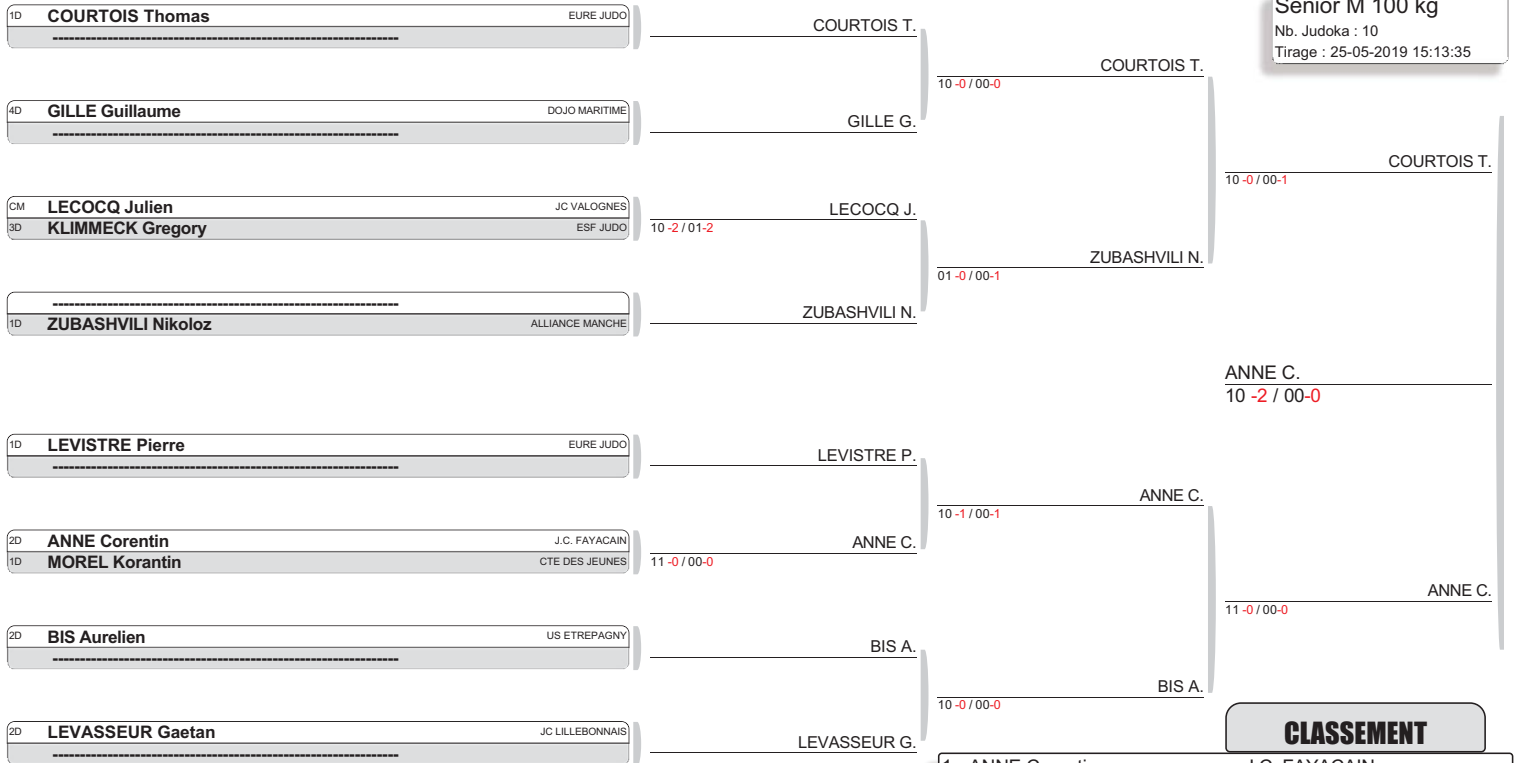 Senior M 100 kg
Nb. Judoka : 10
Tirage : 25-05-2019 15:13:35
1D COURTOIS Thomas EURE JUDO
------------------------------------------------------------------
4D GILLE Guillaume DOJO MARITIME
------------------------------------------------------------------
CM LECOCQ Julien JC VALOGNES
3D KLIMMECK Gregory ESF JUDO
------------------------------------------------------------------
1D ZUBASHVILI Nikoloz ALLIANCE MANCHE
1D LEVISTRE Pierre EURE JUDO
------------------------------------------------------------------
2D ANNE Corentin J.C. FAYACAIN
1D MOREL Korantin CTE DES JEUNES
2D BIS Aurelien US ETREPAGNY
------------------------------------------------------------------
2D LEVASSEUR Gaetan JC LILLEBONNAIS
------------------------------------------------------------------
COURTOIS T.
GILLE G.
LECOCQ J.
10 -2 / 01-2
ZUBASHVILI N.
LEVISTRE P.
ANNE C.
11 -0 / 00-0
BIS A.
LEVASSEUR G.
COURTOIS T.
10 -0 / 00-0
ZUBASHVILI N.
01 -0 / 00-1
ANNE C.
10 -1 / 00-1
BIS A.
10 -0 / 00-0
COURTOIS T.
10 -0 / 00-1
ANNE C.
11 -0 / 00-0
ANNE C.
10 -2 / 00-0
CLASSEMENT
1 ANNE Corentin J.C. FAYACAIN